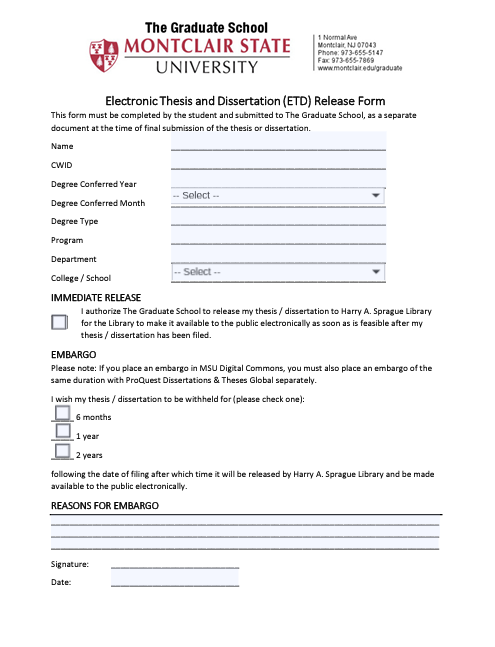 The Graduate School
MONTCLAIR STATE
UNIVERSITY
1 Normal Ave
Montclair, NJ 07043
Phone: 973-655-5147
Fax: 973-655-7869
www.montclair.edu/graduate
Electronic Thesis and Dissertation (ETD) Release Form
This form must be completed by the student and submitted to The Graduate School, as a separate
document at the time of final submission of the thesis or dissertation.
Name
CWID
Degree Conferred Year
-- Select --
Degree Conferred Month
Degree Type
Program
Department
-- Select --
College / School
IMMEDIATE RELEASE
I authorize The Graduate School to release my thesis / dissertation to Harry A. Sprague Library
for the Library to make it available to the public electronically as soon as is feasible after my
thesis / dissertation has been filed.
EMBARGO
Please note: If you place an embargo in MSU Digital Commons, you must also place an embargo of the
same duration with ProQuest Dissertations & Theses Global separately.
I wish my thesis / dissertation to be withheld for (please check one):
6 months
1 year
2 years
following the date of filing after which time it will be released by Harry A. Sprague Library and be made
available to the public electronically.
REASONS FOR EMBARGO
Signature:
Date: